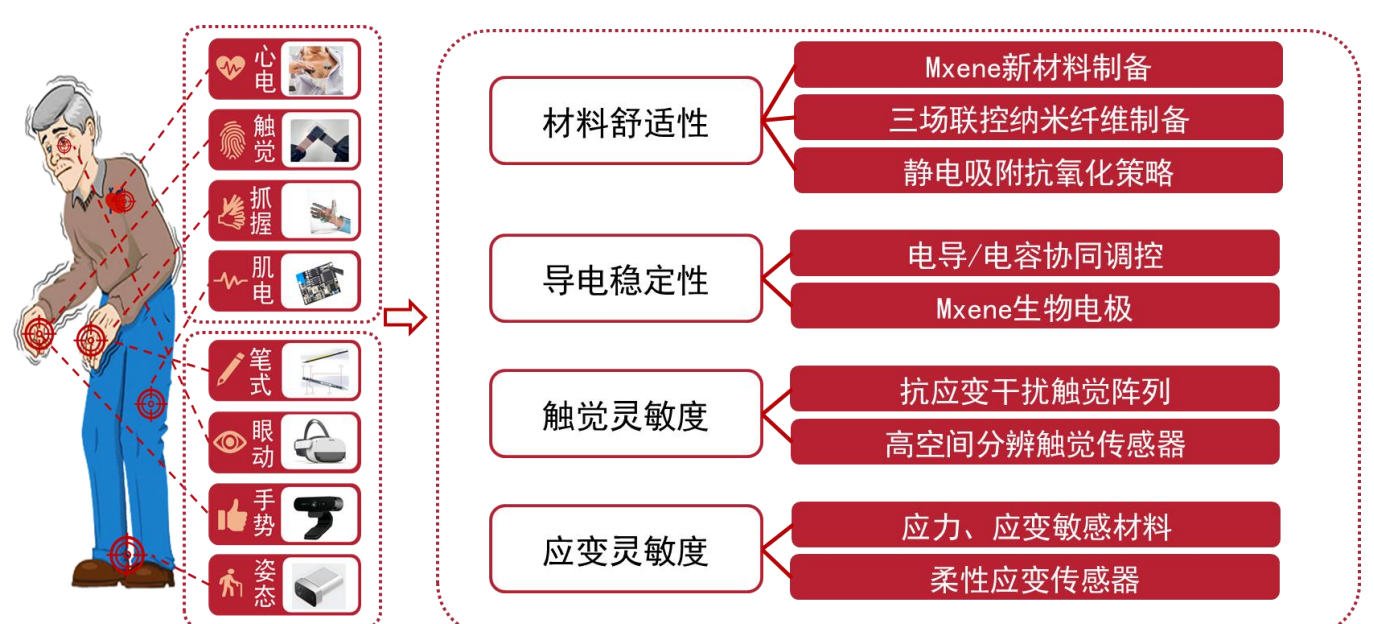 心电
触觉
抓握
肌电
笔式
眼动
手势
姿态
材料舒适性
Mxene新材料制备
三场联控纳米纤维制备
静电吸附抗氧化策略
导电稳定性
电导/电容协同调控
Mxene生物电极
触觉灵敏度
抗应变干扰触觉阵列
高空间分辨触觉传感器
应变灵敏度
应力、应变敏感材料
柔性应变传感器